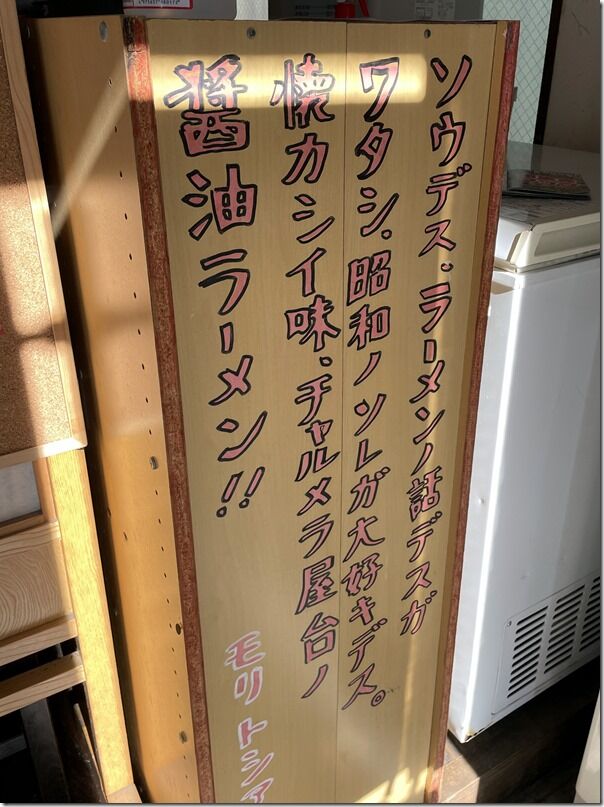 ソウデス、ラーメンノ話デスガ
ワタシ、昭和ノソレガ大好キデス。
懐カシイ味、チャルメラ屋台ノ
醤油ラーメン!!
モリトシ